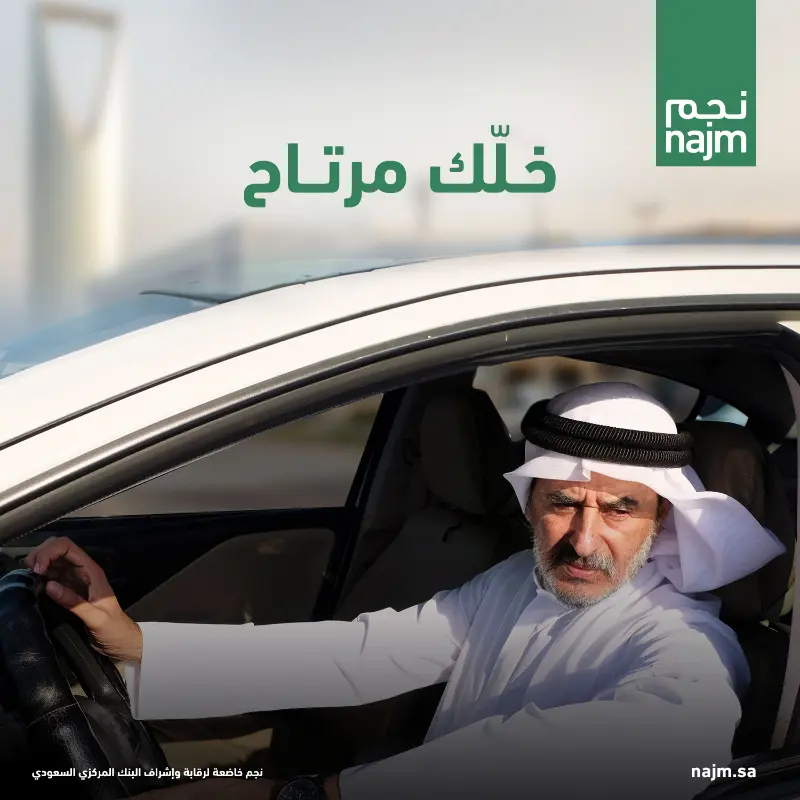 نجم
najm
خلّك مرتاح
نجم خاضعة لرقابة وإشراف البنك المركزي السعودي
najm.sa